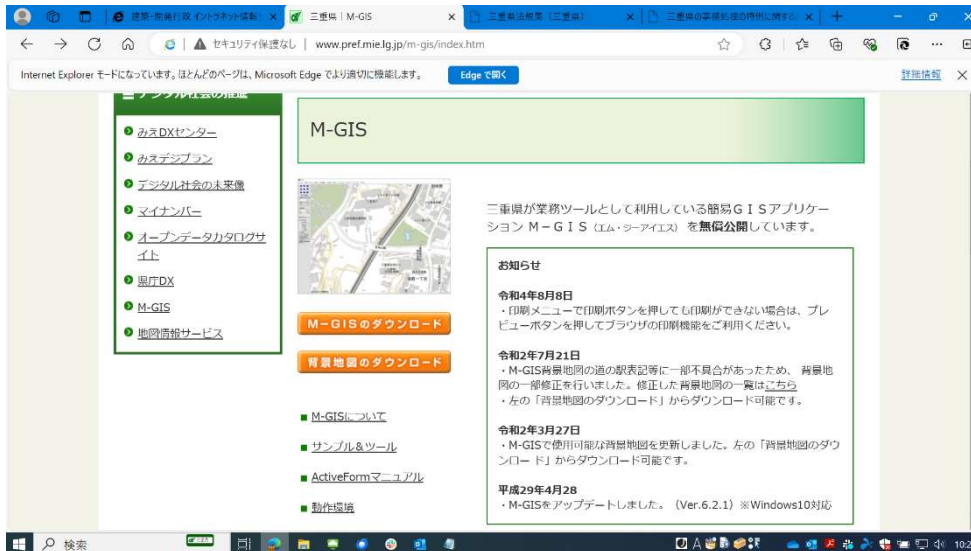 建築・開発行政 イントラネット情報
三重県 | M-GIS
三重県法規集（三重県）
三重県の事務処理の特例に関する
セキュリティ保護なし
www.pref.mie.lg.jp/m-gis/index.htm
Internet Explorer モードになっています。ほとんどのページは、Microsoft Edge でより適切に機能します。
Edge で開く
詳細情報
デジタル社会の推進
みえDXセンター
みえデジプラン
デジタル社会の未来像
マイナンバー
オープンデータカタログサ
イト
県庁DX
M-GIS
地図情報サービス
M-GIS
M-GISのダウンロード
背景地図のダウンロード
M-GISについて
サンプル&ツール
ActiveFormマニュアル
動作環境
三重県が業務ツールとして利用している簡易ＧＩＳアプリケー
ション Ｍ－ＧＩＳ（エム・ジーアイエス）を無償公開しています。
お知らせ
令和4年8月8日
・印刷メニューで印刷ボタンを押しても印刷ができない場合は、プレ
ビューボタンを押してブラウザの印刷機能をご利用ください。
令和2年7月21日
・M-GIS背景地図の道の駅表記等に一部不具合があったため、 背景地
図の一部修正を行いました。修正した背景地図の一覧はこちら
・左の「背景地図のダウンロード」からダウンロード可能です。
令和2年3月27日
・M-GISで使用可能な背景地図を更新しました。左の「背景地図のダウ
ンロード」からダウンロード可能です。
平成29年4月28
・M-GISをアップデートしました。（Ver.6.2.1）※Windows10対応
検索